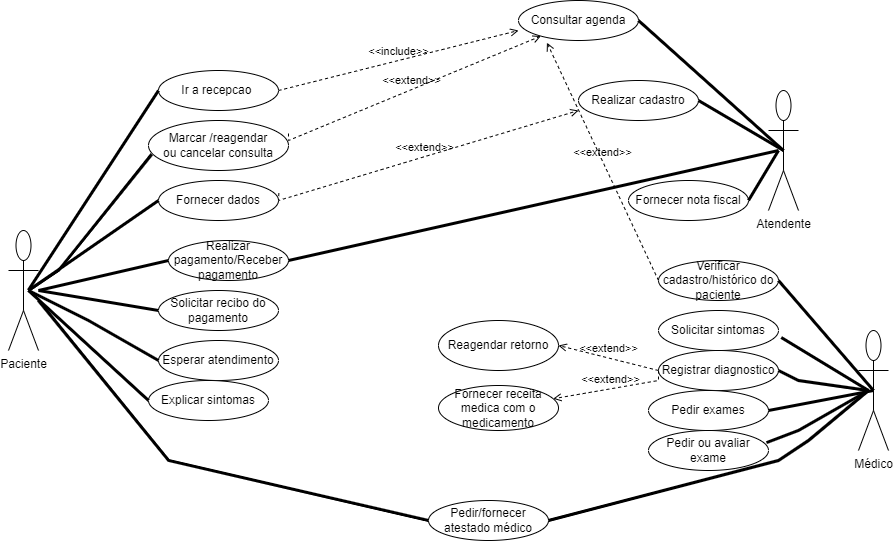 Consultar agenda
<<include>>
<<extend>>
Ir a recepcao
Realizar cadastro
Marcar /reagendar
ou cancelar consulta
<<extend>>
<<extend>>
Fornecer dados
Fornecer nota fiscal
Atendente
Realizar
pagamento/Receber
pagamento
Verificar
cadastro/histórico do
paciente
Solicitar recibo do
pagamento
Solicitar sintomas
Reagendar retorno
<<extend>>
Paciente
Esperar atendimento
Registrar diagnostico
<<extend>>
Explicar sintomas
Fornecer receita
medica com o
medicamento
Pedir exames
Pedir ou avaliar
exame
Médico
Pedir/fornecer
atestado médico